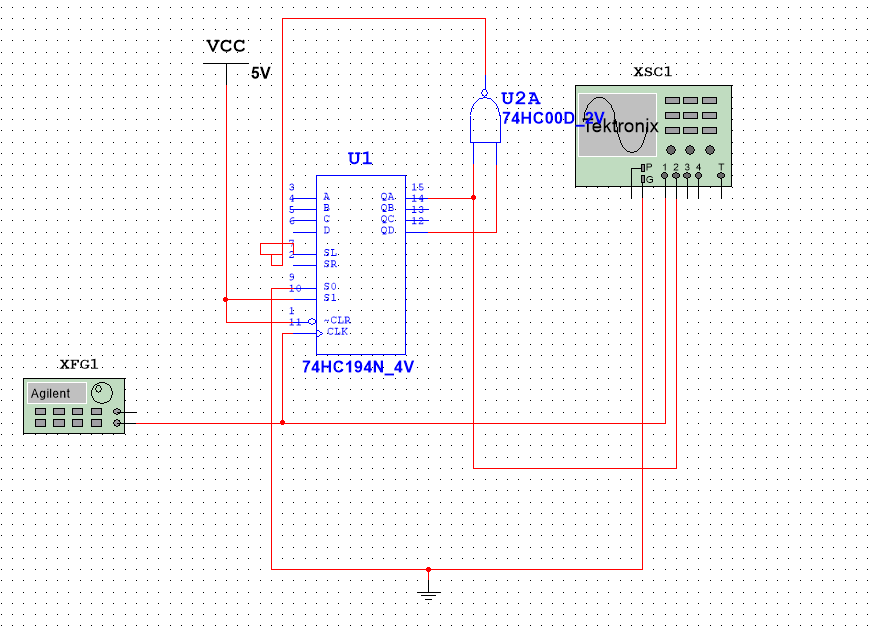 VCC
5V
U2A
74HC00D_2V
XSC1
Tektronix
P
G
1 2 3 4 T
U1
3
4
5
6
7
2
9
10
1
11
A
B
C
D
SL
SR
S0
S1
~CLR
CLK
QA
QB
QC
QD
15
14
13
12
74HC194N_4V
XFG1
Agilent